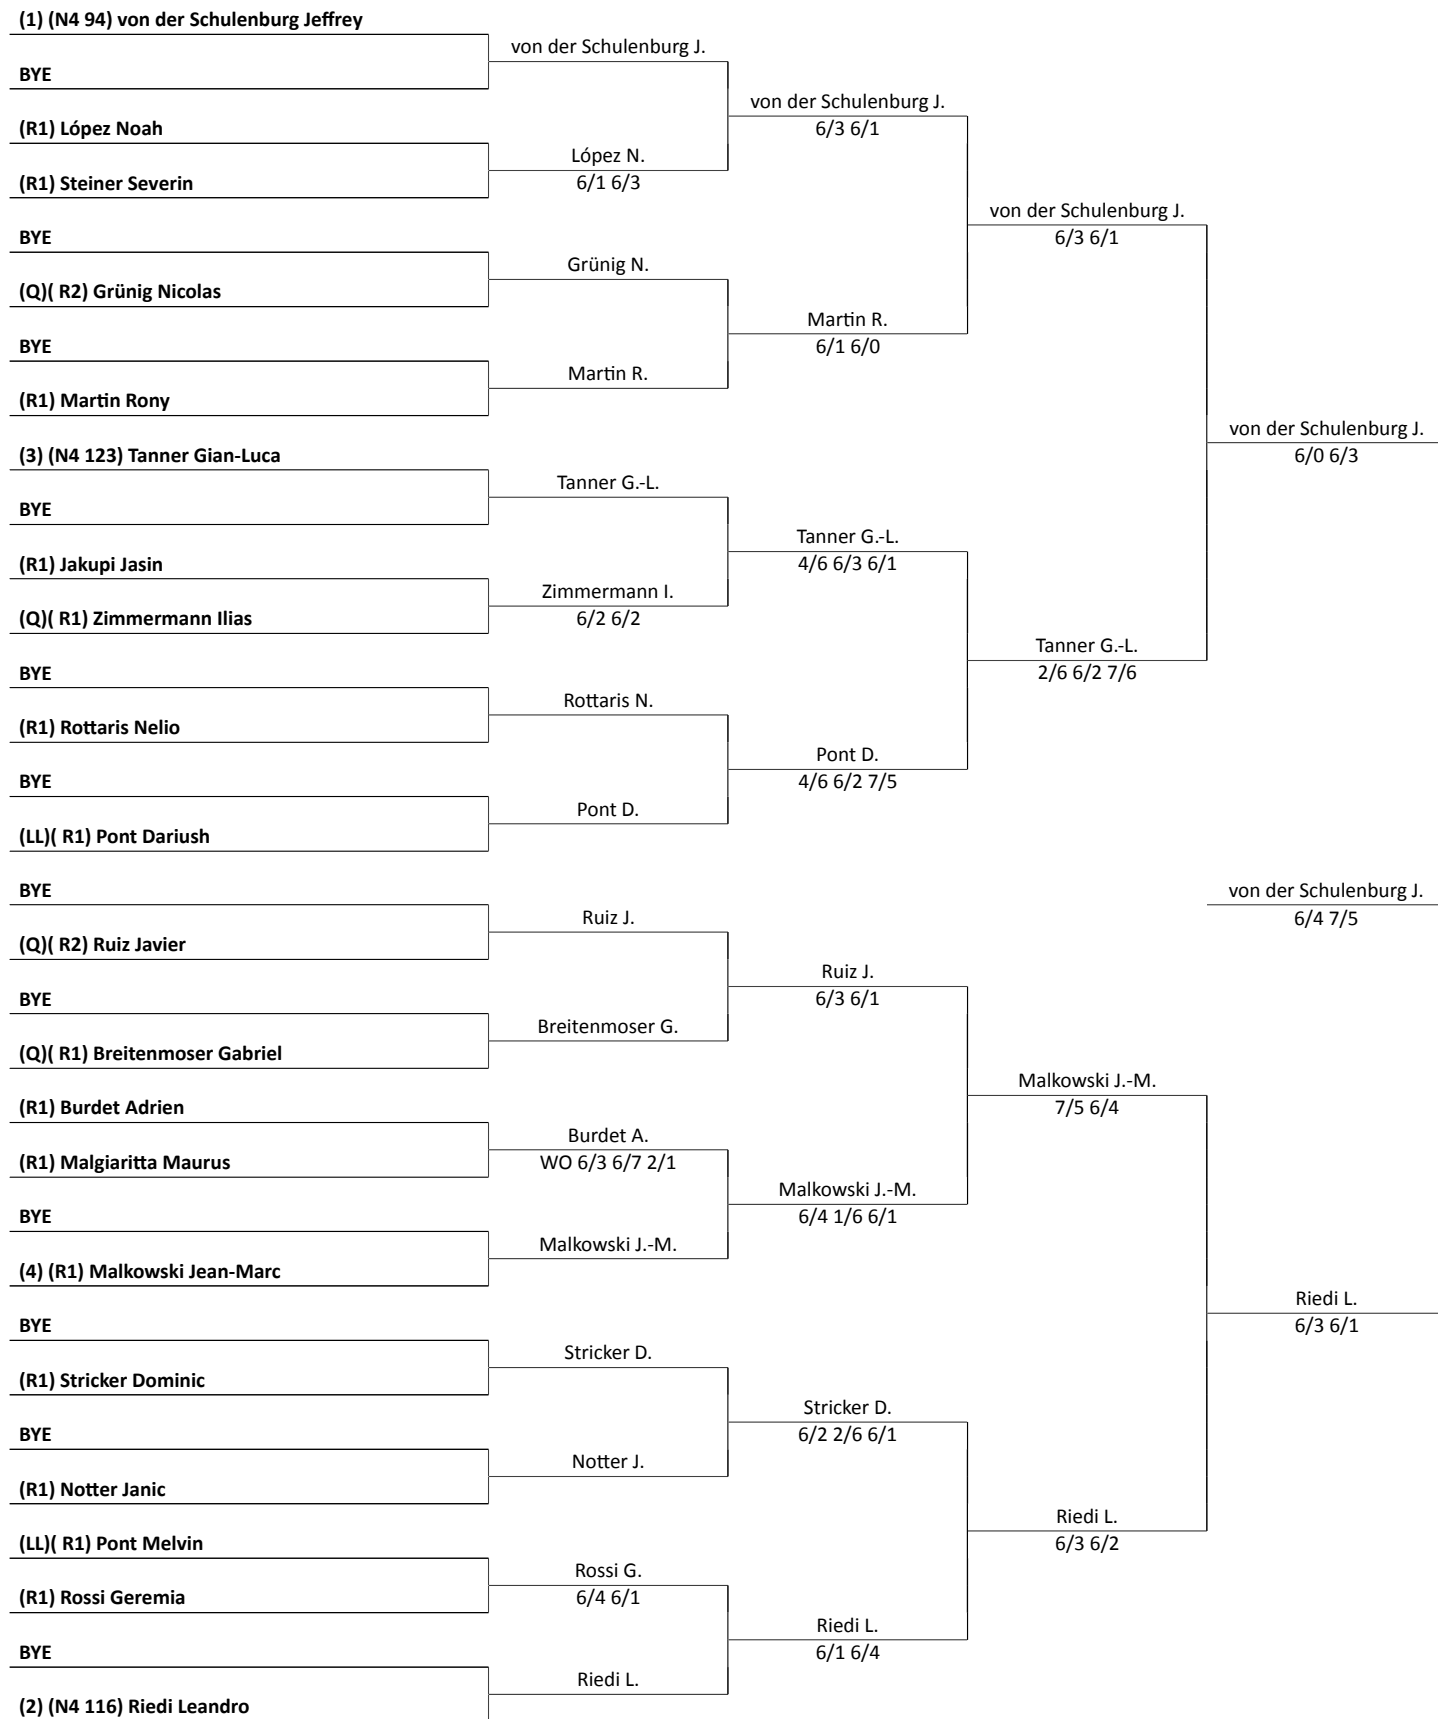 (1) (N4 94) von der Schulenburg Jeffrey
von der Schulenburg J.
BYE
von der Schulenburg J.
6/3 6/1
(R1) López Noah
López N.
6/1 6/3
(R1) Steiner Severin
von der Schulenburg J.
6/3 6/1
BYE
Grünig N.
(Q)( R2) Grünig Nicolas
Martin R.
6/1 6/0
BYE
Martin R.
(R1) Martin Rony
von der Schulenburg J.
6/0 6/3
(3) (N4 123) Tanner Gian-Luca
Tanner G.-L.
BYE
Tanner G.-L.
4/6 6/3 6/1
(R1) Jakupi Jasin
Zimmermann I.
6/2 6/2
(Q)( R1) Zimmermann Ilias
Tanner G.-L.
2/6 6/2 7/6
BYE
Rottaris N.
(R1) Rottaris Nelio
Pont D.
4/6 6/2 7/5
BYE
Pont D.
(LL)( R1) Pont Dariush
BYE
von der Schulenburg J.
6/4 7/5
Ruiz J.
(Q)( R2) Ruiz Javier
Ruiz J.
6/3 6/1
BYE
Breitenmoser G.
(Q)( R1) Breitenmoser Gabriel
Malkowski J.-M.
7/5 6/4
(R1) Burdet Adrien
Burdet A.
WO 6/3 6/7 2/1
(R1) Malgiaritta Maurus
Malkowski J.-M.
6/4 1/6 6/1
BYE
Malkowski J.-M.
(4) (R1) Malkowski Jean-Marc
Riedi L.
6/3 6/1
BYE
Stricker D.
(R1) Stricker Dominic
Stricker D.
6/2 2/6 6/1
BYE
Notter J.
(R1) Notter Janic
Riedi L.
6/3 6/2
(LL)( R1) Pont Melvin
Rossi G.
6/4 6/1
(R1) Rossi Geremia
Riedi L.
6/1 6/4
BYE
Riedi L.
(2) (N4 116) Riedi Leandro